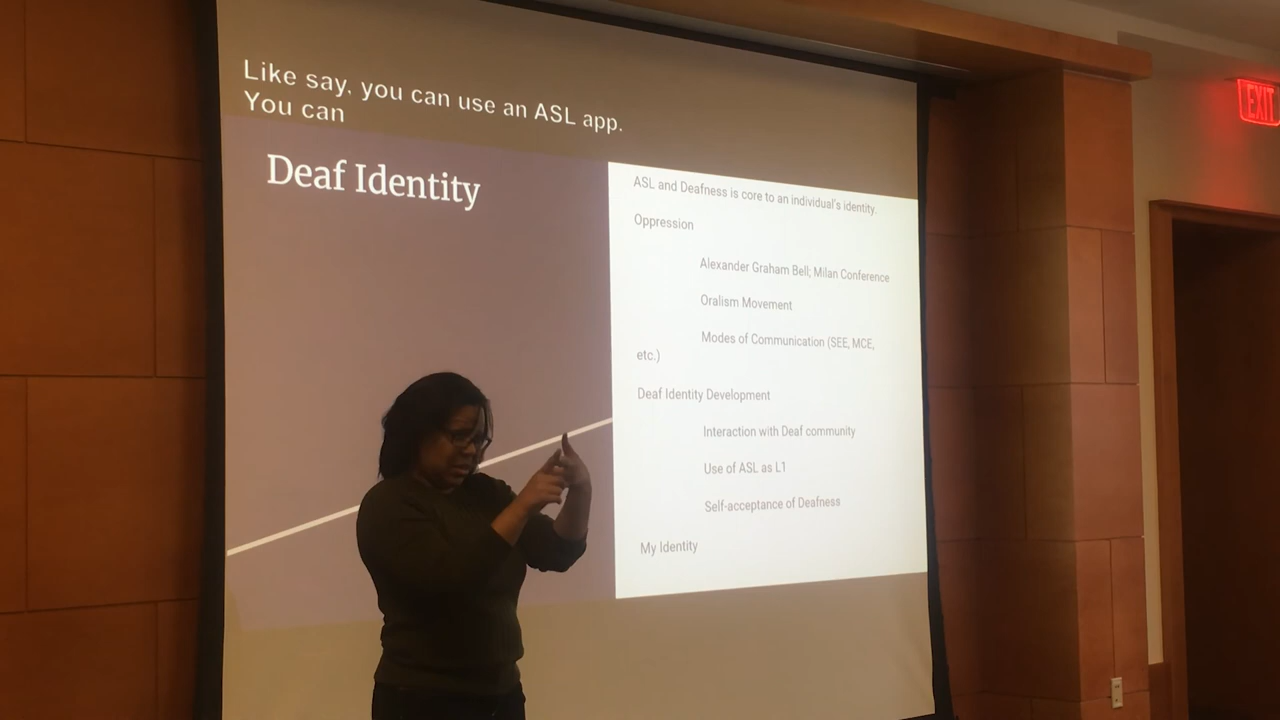 Like say, you can use an ASL app.
You can
Deaf Identity
ASL and Deafness is core to an individual's identity.
Oppression
Alexander Graham Bell; Milan Conference
Oralism Movement
Modes of Communication (SEE, MCE,
etc.)
Deaf Identity Development
Interaction with Deaf community
Use of ASL as L1
Self-acceptance of Deafness
My Identity
EXIT